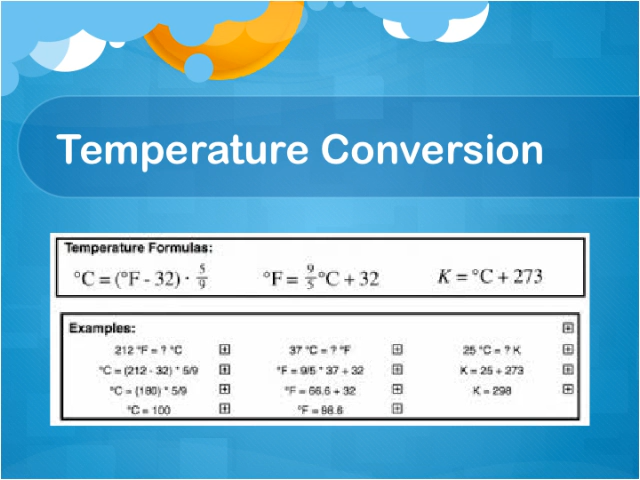 Temperature Conversion
Temperature Formulas:
°C = (°F - 32) · 5/9
°F = 9/5 °C + 32
K = °C + 273
Examples:
212 °F = ? °C
°C = (212 - 32) * 5/9
°C = (180) * 5/9
°C = 100
37 °C = ? °F
°F = 9/5 * 37 + 32
°F = 66.6 + 32
°F = 98.6
25 °C = ? K
K = 25 + 273
K = 298